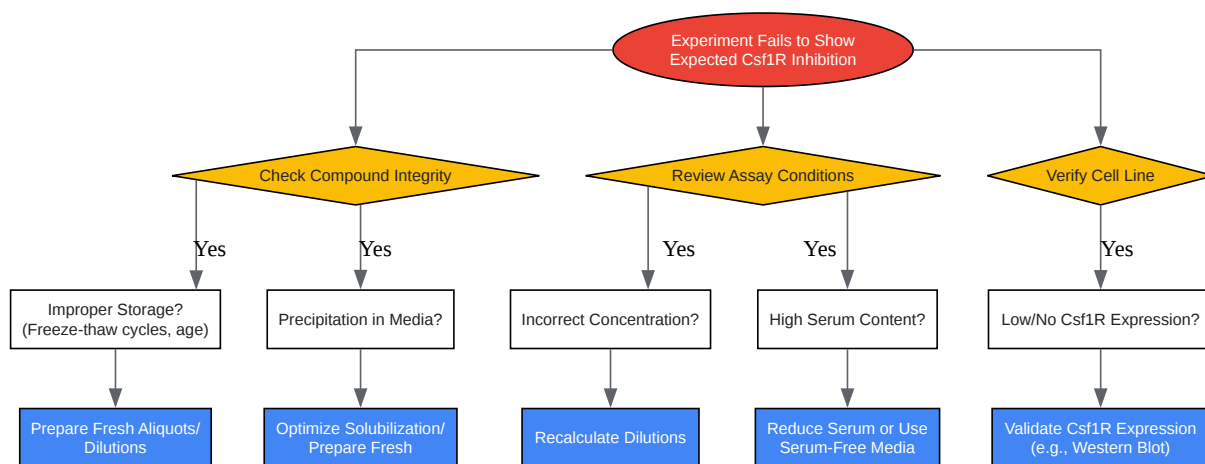 Experiment Fails to Show
Expected Csf1R Inhibition
Check Compound Integrity
Review Assay Conditions
Verify Cell Line
Yes
Yes
Yes
Yes
Yes
Improper Storage?
(Freeze-thaw cycles, age)
Precipitation in Media?
Incorrect Concentration?
High Serum Content?
Low/No Csf1R Expression?
Prepare Fresh Aliquots/
Dilutions
Optimize Solubilization/
Prepare Fresh
Recalculate Dilutions
Reduce Serum or Use
Serum-Free Media
Validate Csf1R Expression
(e.g., Western Blot)